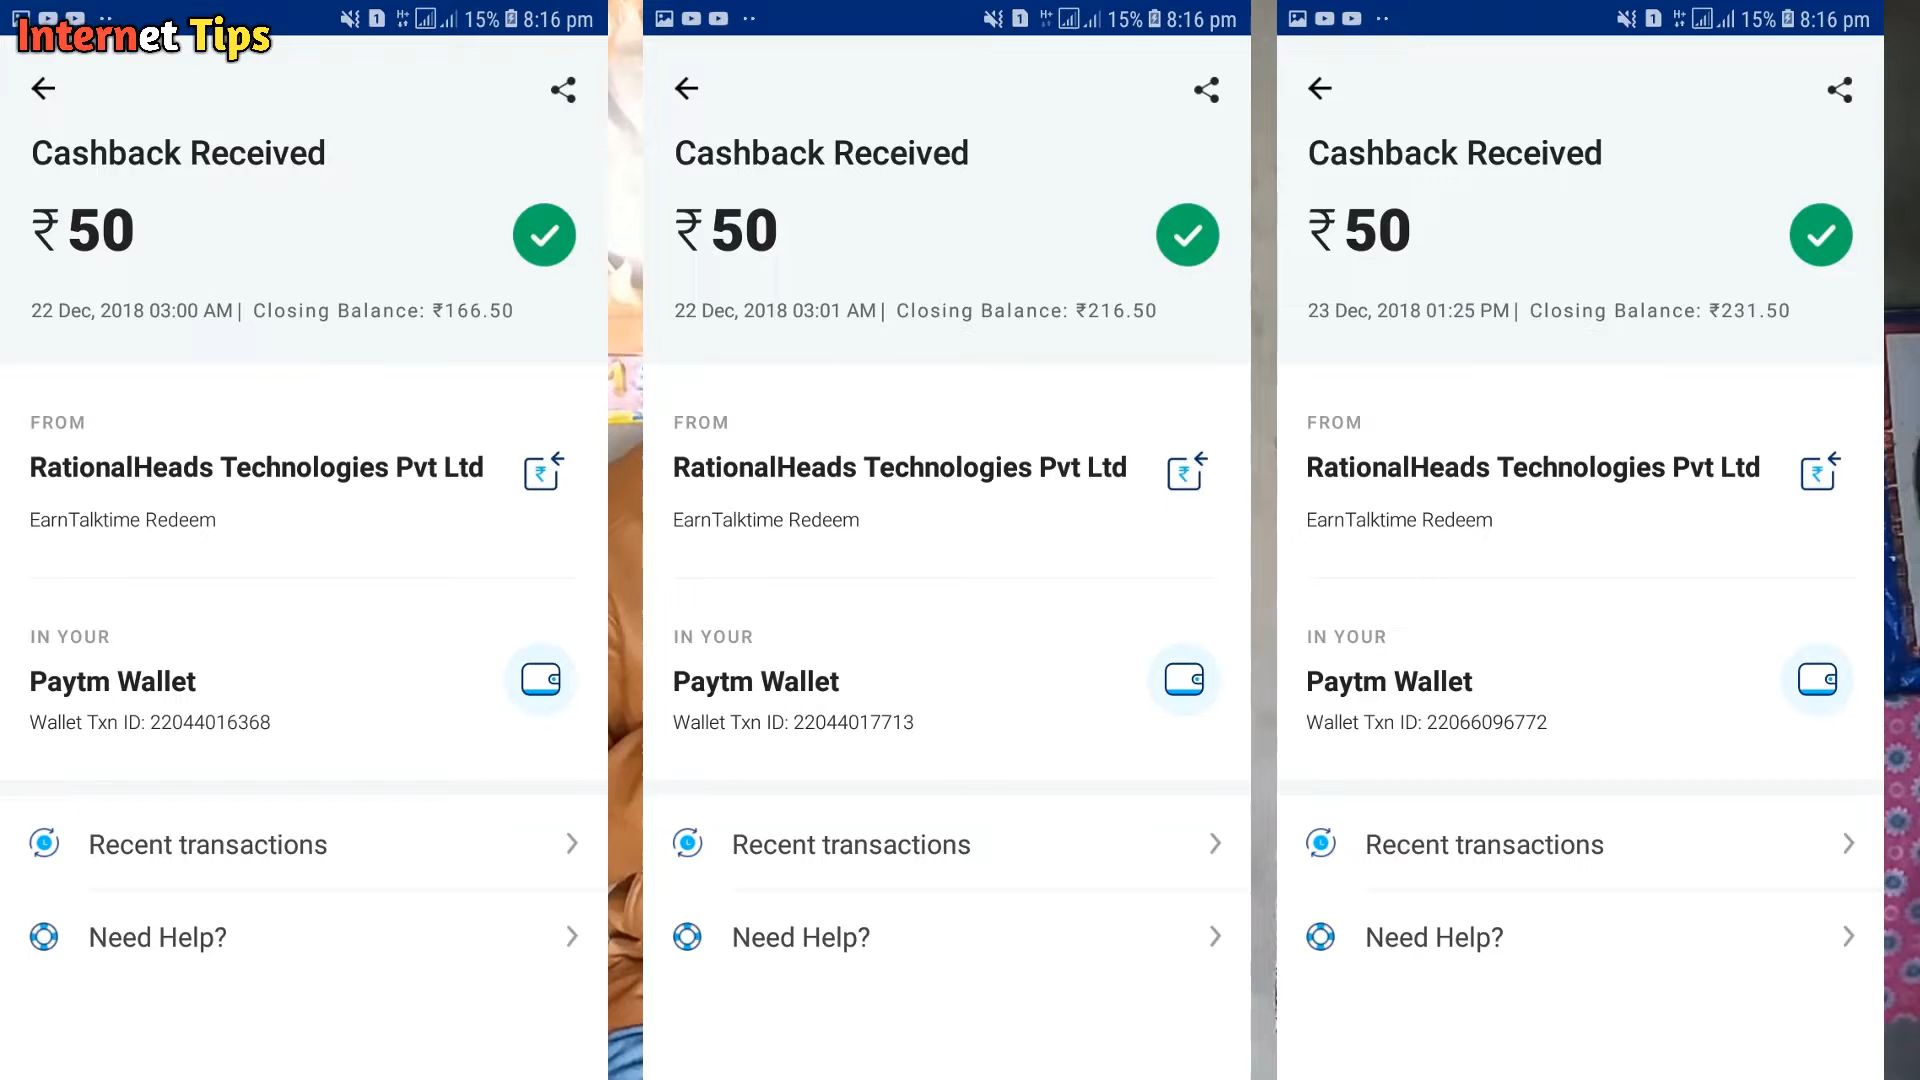 Internet Tips
15% 8:16 pm
Cashback Received
₹50
22 Dec, 2018 03:00 AM| Closing Balance: ₹166.50
FROM
RationalHeads Technologies Pvt Ltd
EarnTalktime Redeem
IN YOUR
Paytm Wallet
Wallet Txn ID: 22044016368
Recent transactions
Need Help?
15% 8:16 pm
Cashback Received
₹50
22 Dec, 2018 03:01 AM| Closing Balance: ₹216.50
FROM
RationalHeads Technologies Pvt Ltd
EarnTalktime Redeem
IN YOUR
Paytm Wallet
Wallet Txn ID: 22044017713
Recent transactions
Need Help?
15% 8:16 pm
Cashback Received
₹50
23 Dec, 2018 01:25 PM| Closing Balance: ₹231.50
FROM
RationalHeads Technologies Pvt Ltd
EarnTalktime Redeem
IN YOUR
Paytm Wallet
Wallet Txn ID: 22066096772
Recent transactions
Need Help?